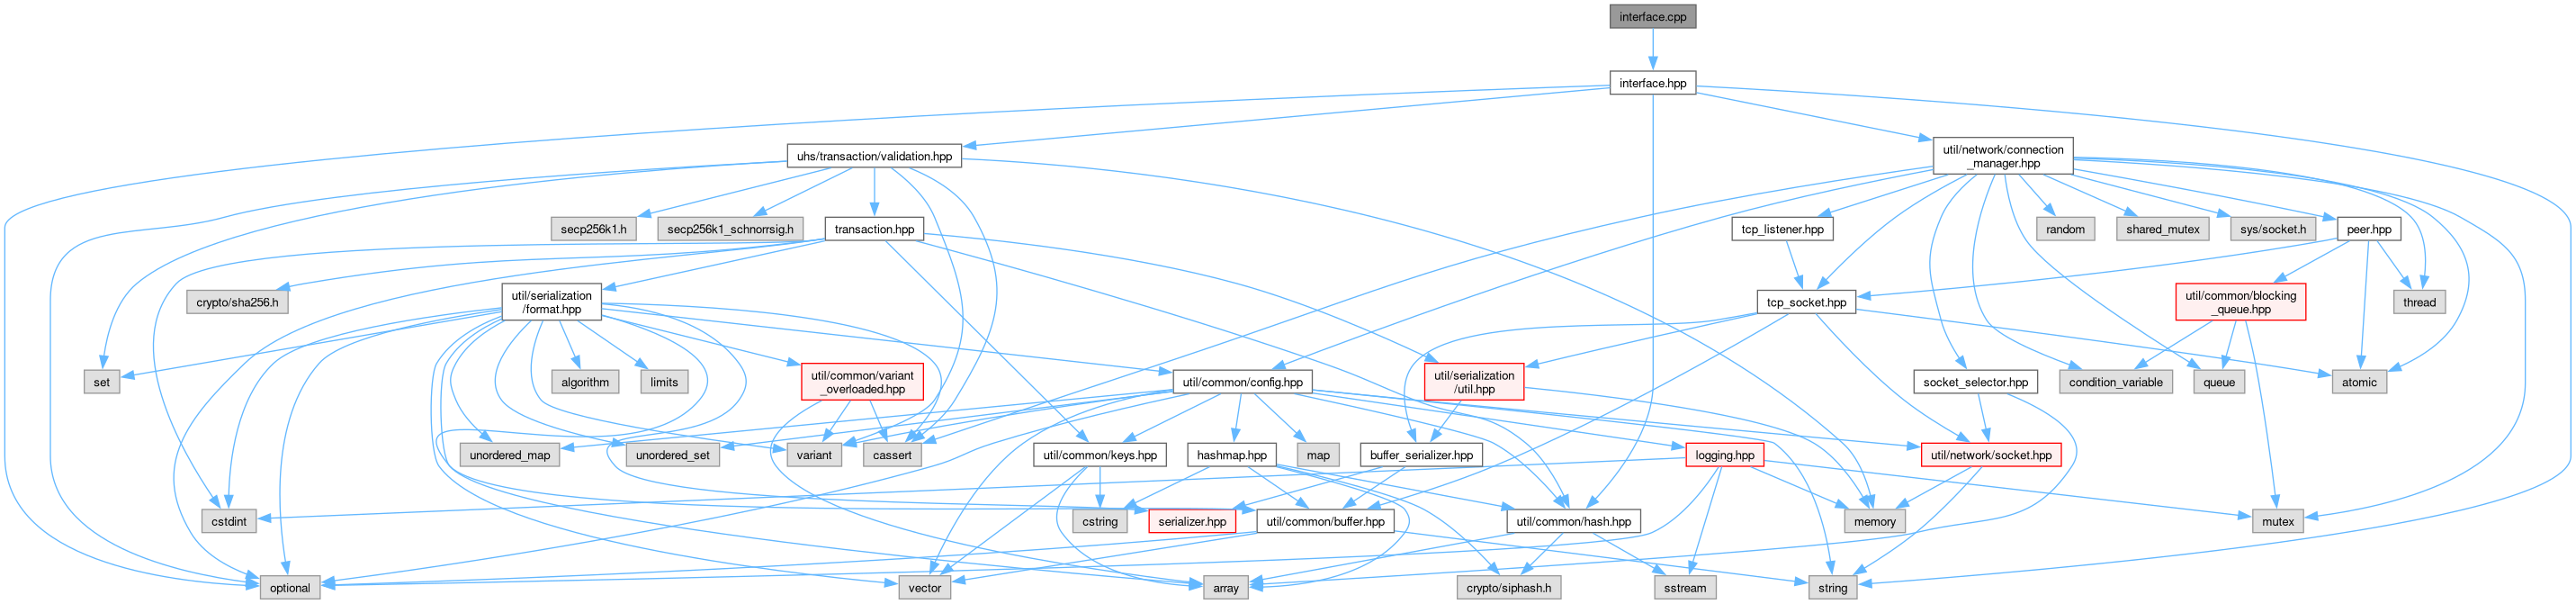 interface.cpp
interface.hpp
uhs/transaction/validation.hpp
util/network/connection
_manager.hpp
secp256k1.h
secp256k1_schnorrsig.h
transaction.hpp
tcp_listener.hpp
random
shared_mutex
sys/socket.h
peer.hpp
crypto/sha256.h
util/serialization
/format.hpp
tcp_socket.hpp
util/common/blocking
_queue.hpp
thread
set
algorithm
limits
util/common/variant
_overloaded.hpp
util/common/config.hpp
util/serialization
/util.hpp
socket_selector.hpp
condition_variable
queue
atomic
unordered_map
unordered_set
variant
cassert
util/common/keys.hpp
hashmap.hpp
map
buffer_serializer.hpp
logging.hpp
util/network/socket.hpp
cstdint
serializer.hpp
cstring
util/common/buffer.hpp
util/common/hash.hpp
memory
mutex
optional
vector
array
crypto/siphash.h
sstream
string